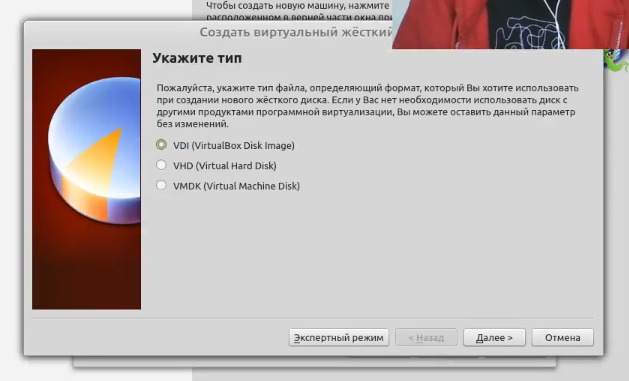 Чтобы создать новую машину, нажмите
расположенном в верней части окна при
Создать виртуальный жёсткий
Укажите тип
Пожалуйста, укажите тип файла, определяющий формат, который Вы хотите использовать
при создании нового жёсткого диска. Если у Вас нет необходимости использовать диск с
другими продуктами программной виртуализации, Вы можете оставить данный параметр
без изменений.
VDI (VirtualBox Disk Image)
VHD (Virtual Hard Disk)
VMDK (Virtual Machine Disk)
Экспертный режим
< Назад
Далее >
Отмена